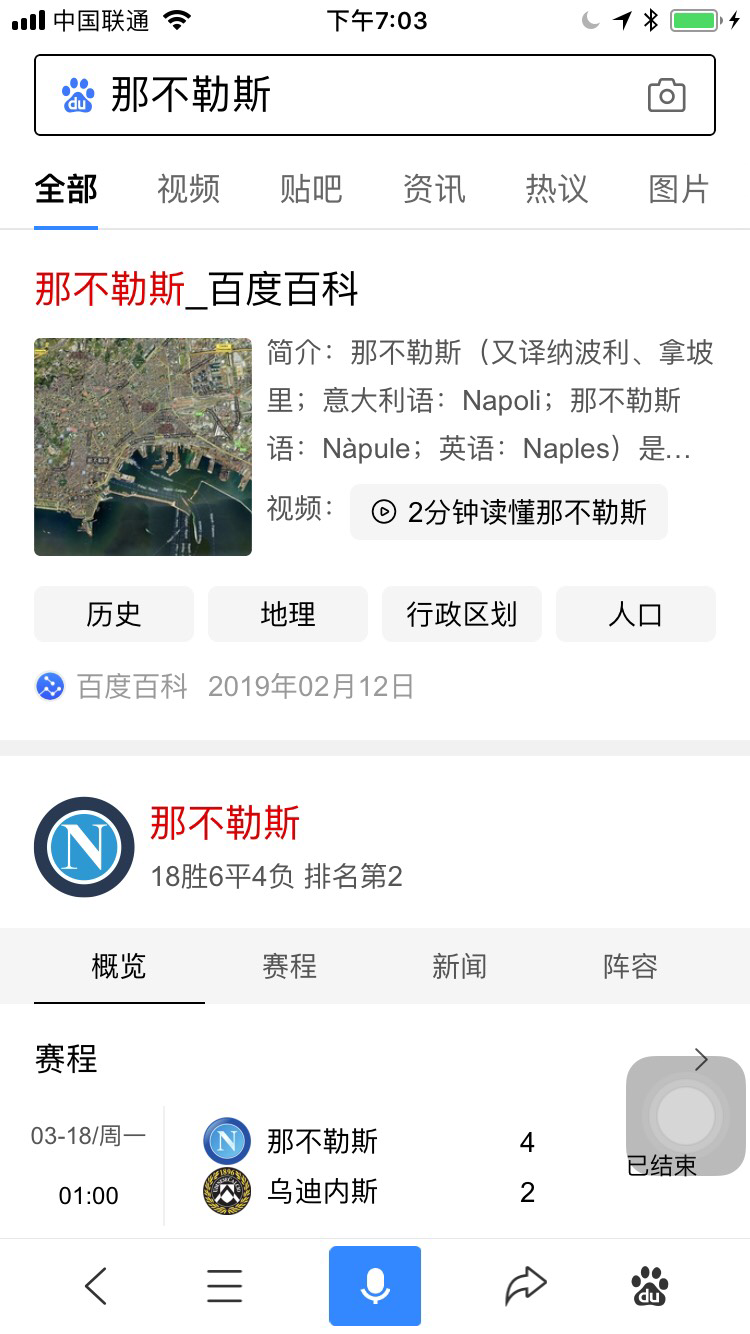 中国联通 下午7:03
du 那不勒斯
全部 视频 贴吧 资讯 热议 图片
那不勒斯_百度百科
简介：那不勒斯（又译纳波利、拿坡
里；意大利语：Napoli；那不勒斯
语：Nàpule；英语：Naples）是...
视频： 2分钟读懂那不勒斯
历史 地理 行政区划 人口
百度百科 2019年02月12日
N 那不勒斯
18胜6平4负 排名第2
概览 赛程 新闻 阵容
赛程
03-18/周一 N 那不勒斯 4
已结束
01:00 1896 乌迪内斯 2
du